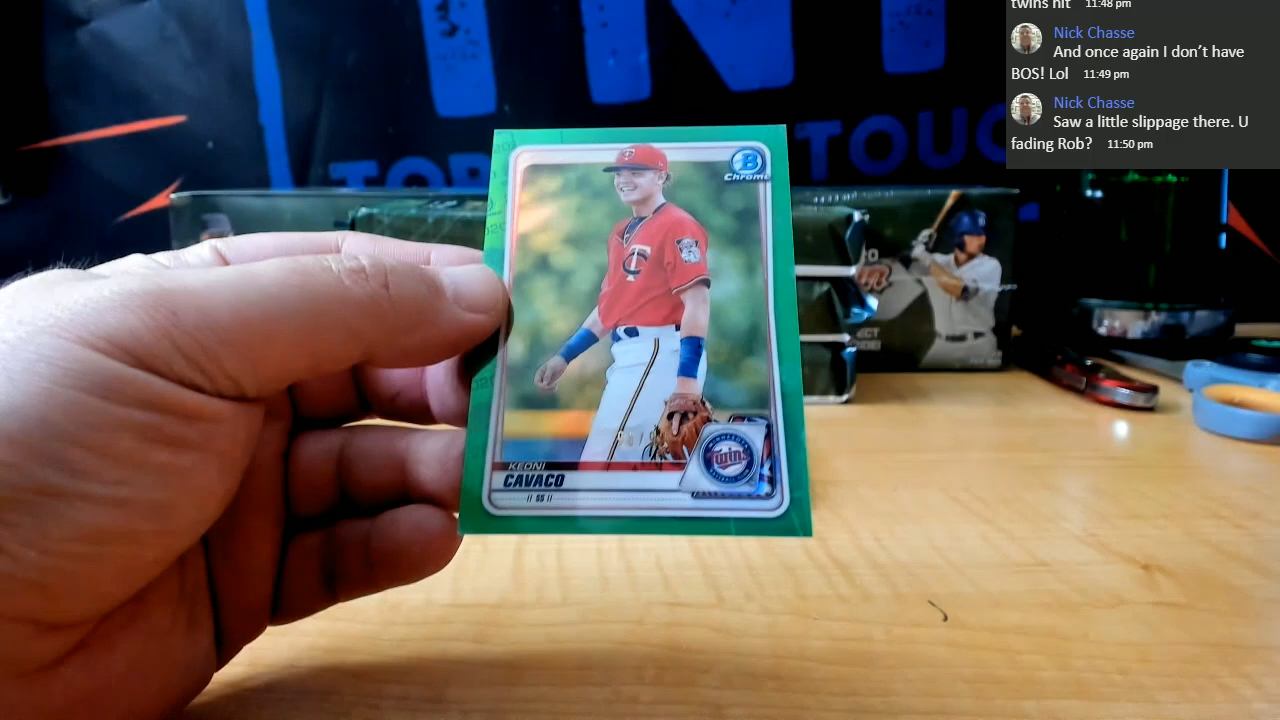 twins hit 11:48 pm
Nick Chasse
And once again I don't have
BOS! Lol 11:49 pm
Nick Chasse
Saw a little slippage there. U
fading Rob? 11:50 pm
TOUC
B
Chrome
TC
Twins
KEONI
CAVACO
// SS //